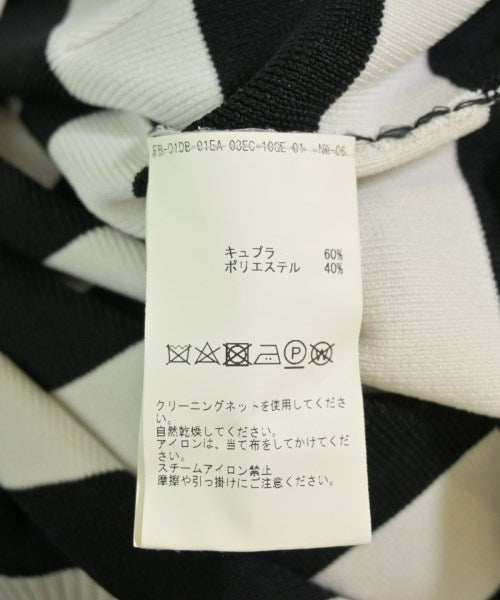 FB-01DB 01EA 03EC 100E 01 NW-06
キュプラ 60%
ポリエステル 40%
P W
クリーニングネットを使用してくださ
い。
自然乾燥してください。
アイロンは、当て布をしてかけてくだ
さい。
スチームアイロン禁止
摩擦や引っ掛けにご注意ください。